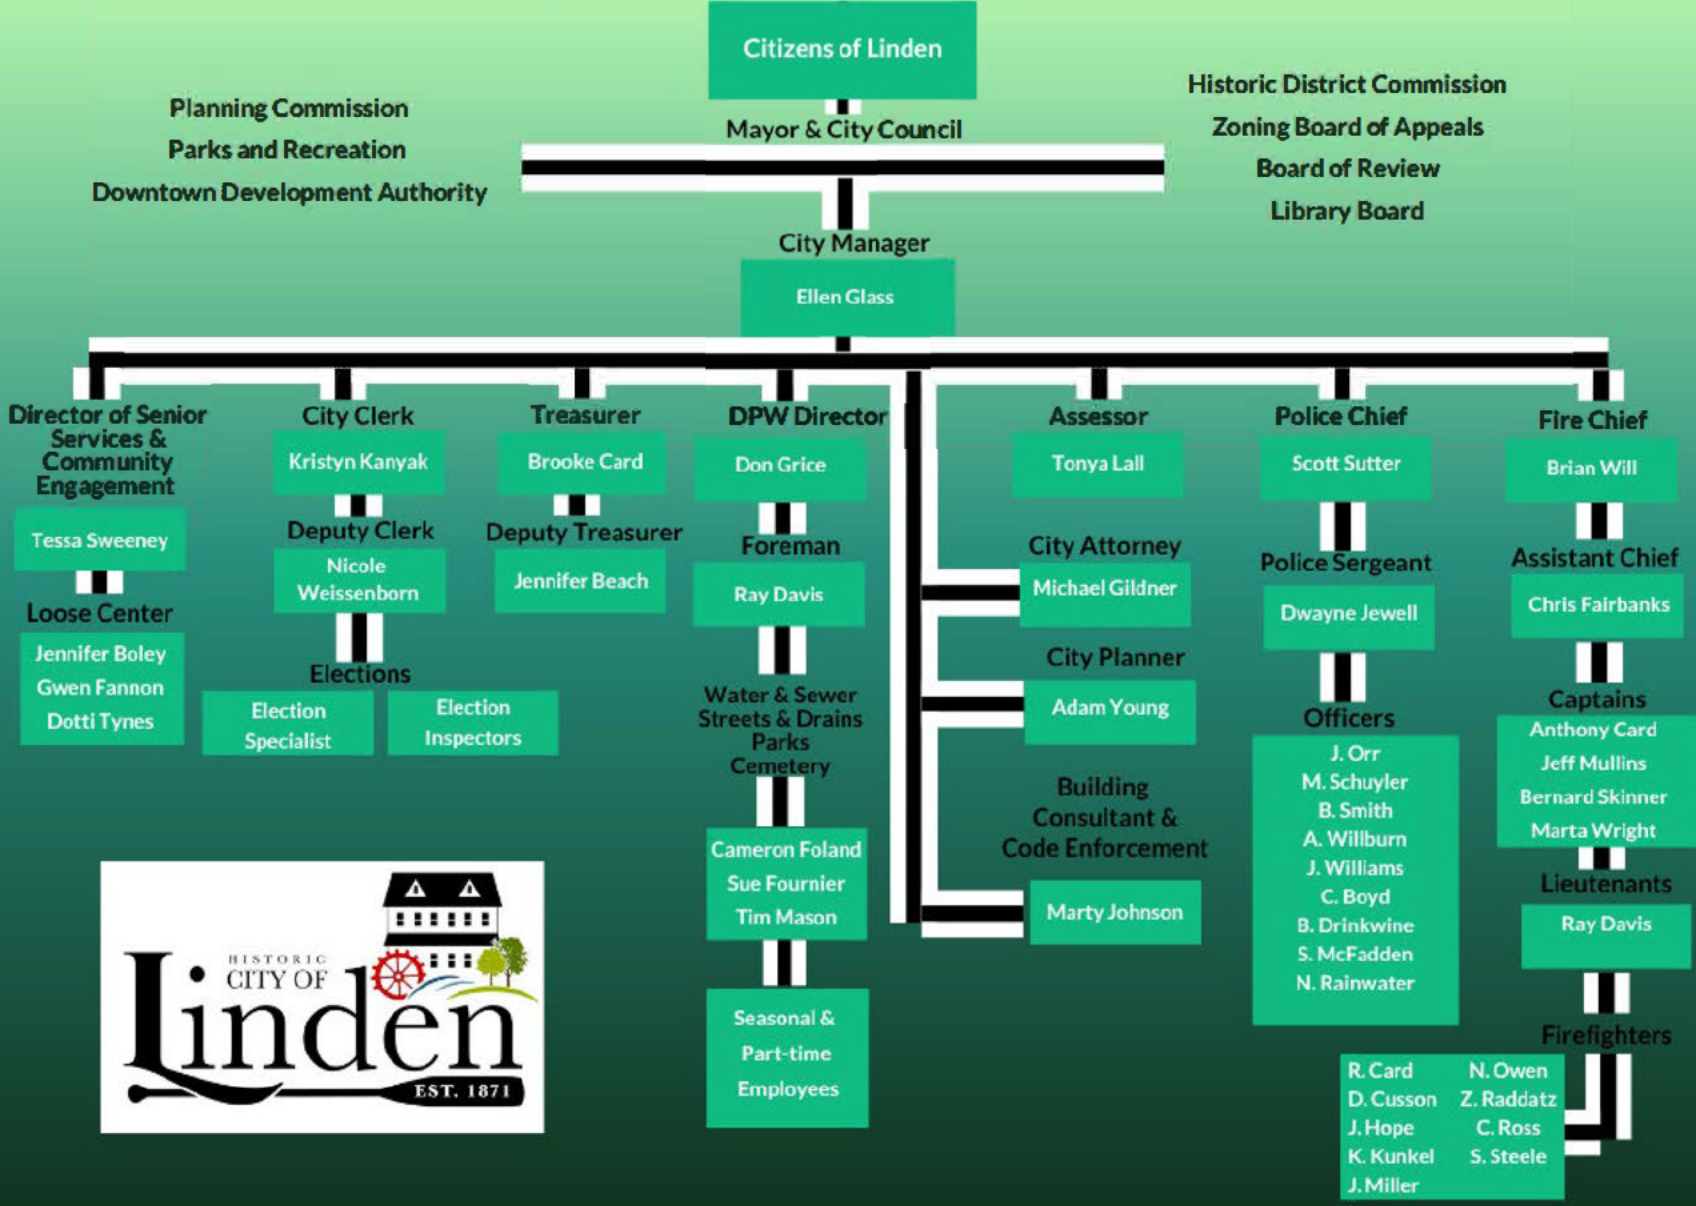 Citizens of Linden
Mayor & City Council
Planning Commission
Parks and Recreation
Downtown Development Authority
Historic District Commission
Zoning Board of Appeals
Board of Review
Library Board
City Manager
Ellen Glass
Director of Senior
Services &
Community
Engagement
Tessa Sweeney
Loose Center
Jennifer Boley
Gwen Fannon
Dotti Tynes
City Clerk
Kristyn Kanyak
Deputy Clerk
Nicole
Weissenborn
Elections
Election
Specialist
Election
Inspectors
Treasurer
Brooke Card
Deputy Treasurer
Jennifer Beach
DPW Director
Don Grice
Foreman
Ray Davis
Water & Sewer
Streets & Drains
Parks
Cemetery
Cameron Foland
Sue Fournier
Tim Mason
Seasonal &
Part-time
Employees
Assessor
Tonya Lall
City Attorney
Michael Gildner
City Planner
Adam Young
Building
Consultant &
Code Enforcement
Marty Johnson
Police Chief
Scott Sutter
Police Sergeant
Dwayne Jewell
Officers
J. Orr
M. Schuyler
B. Smith
A. Willburn
J. Williams
C. Boyd
B. Drinkwine
S. McFadden
N. Rainwater
Fire Chief
Brian Will
Assistant Chief
Chris Fairbanks
Captains
Anthony Card
Jeff Mullins
Bernard Skinner
Marta Wright
Lieutenants
Ray Davis
Firefighters
R. Card
D. Cusson
J. Hope
K. Kunkel
J. Miller
N. Owen
Z. Raddatz
C. Ross
S. Steele
HISTORIC
CITY OF
Linden
EST. 1871